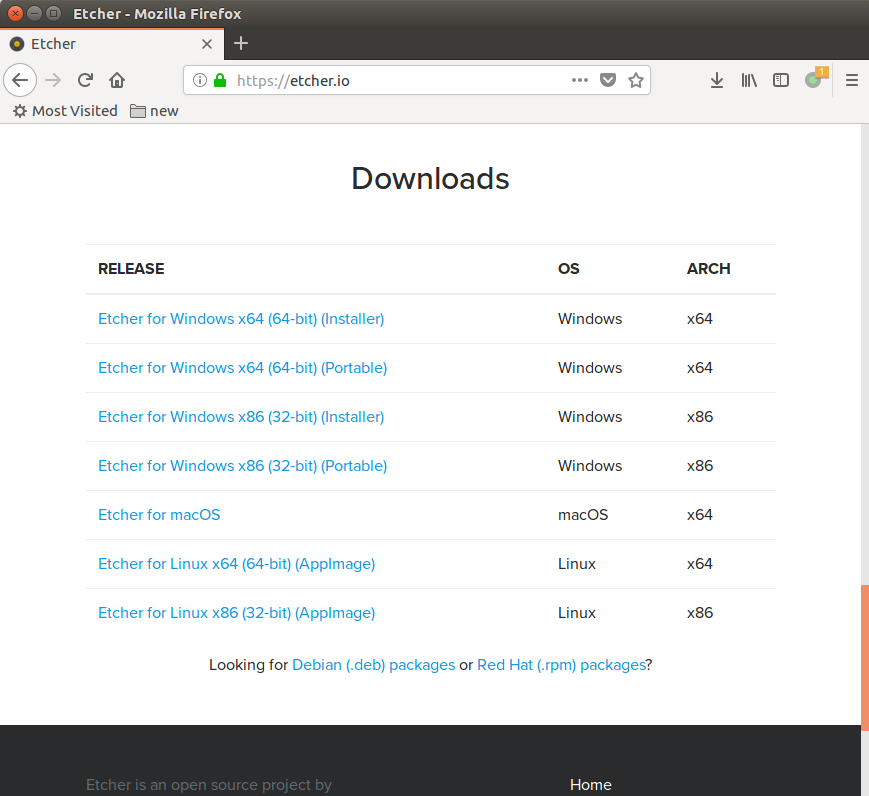 Etcher - Mozilla Firefox
Etcher
https://etcher.io
1
Most Visited new
Downloads
RELEASE OS ARCH
Etcher for Windows x64 (64-bit) (Installer) Windows x64
Etcher for Windows x64 (64-bit) (Portable) Windows x64
Etcher for Windows x86 (32-bit) (Installer) Windows x86
Etcher for Windows x86 (32-bit) (Portable) Windows x86
Etcher for macOS macOS x64
Etcher for Linux x64 (64-bit) (AppImage) Linux x64
Etcher for Linux x86 (32-bit) (AppImage) Linux x86
Looking for Debian (.deb) packages or Red Hat (.rpm) packages?
Etcher is an open source project by Home